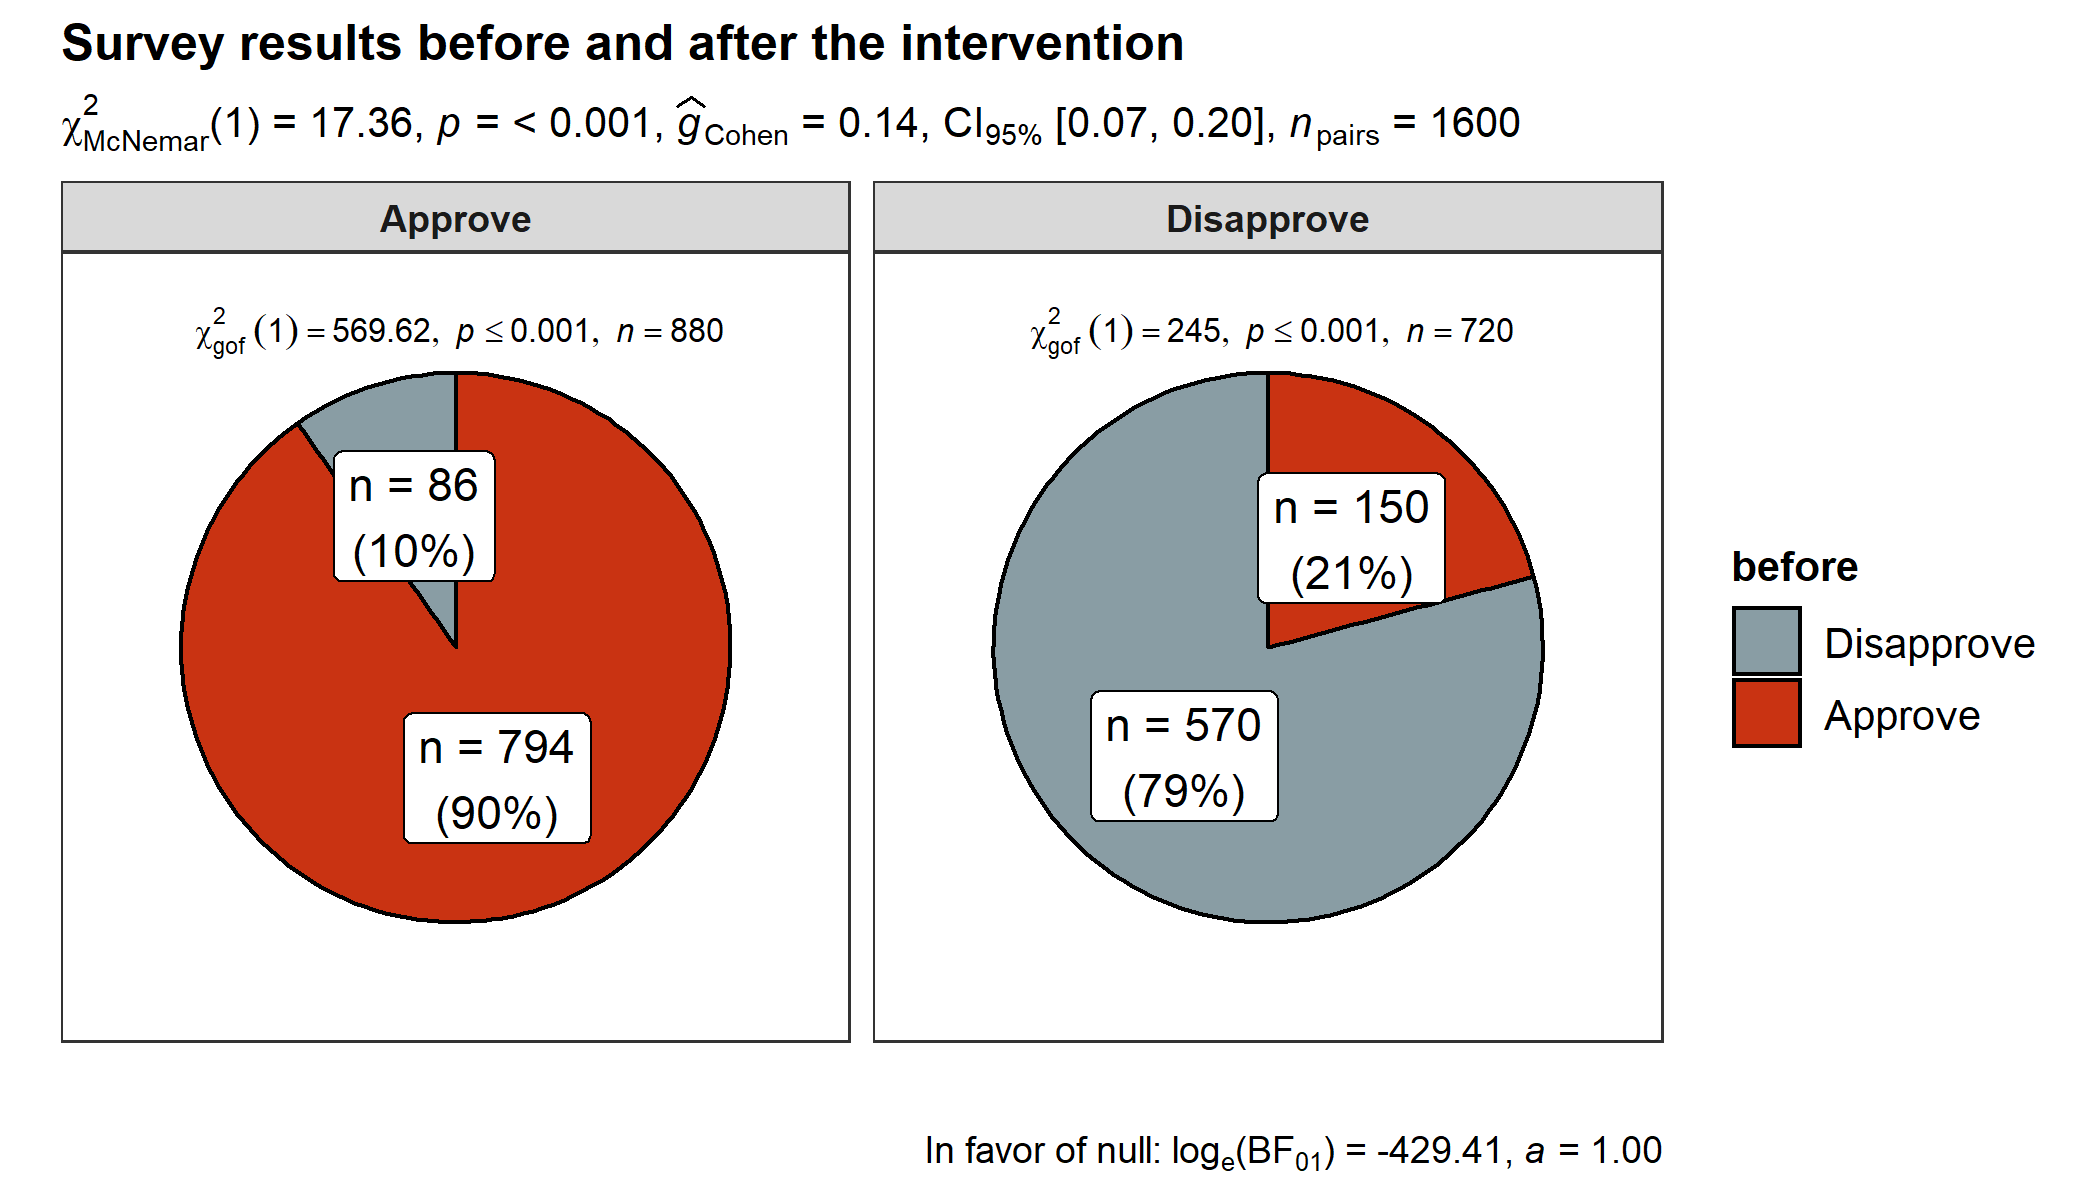 Survey results before and after the intervention
χ²McNemar(1) = 17.36, p = < 0.001, ĝCohen = 0.14, CI95% [0.07, 0.20], npairs = 1600
Approve
χ²gof (1) = 569.62, p ≤ 0.001, n = 880
n = 86
(10%)
n = 794
(90%)
Disapprove
χ²gof (1) = 245, p ≤ 0.001, n = 720
n = 150
(21%)
n = 570
(79%)
before
Disapprove
Approve
In favor of null: loge(BF01) = -429.41, a = 1.00